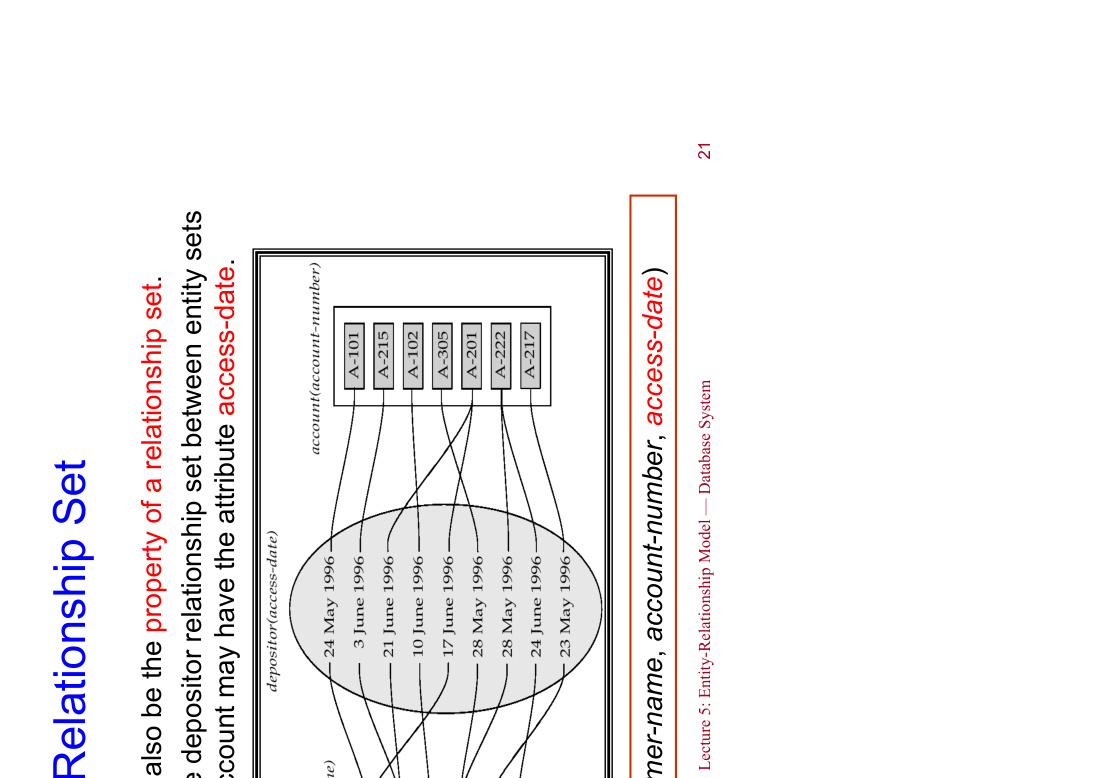 Relationship Set
also be the property of a relationship set.
depositor relationship set between entity sets
may have the attribute access-date.
depositor(access-date)
account(account-number)
24 May 1996
A-101
3 June 1996
A-215
21 June 1996
A-102
10 June 1996
A-305
17 June 1996
A-201
28 May 1996
A-222
28 May 1996
A-217
24 June 1996
23 May 1996
mer-name, account-number, access-date)
Lecture 5: Entity-Relationship Model — Database System
21